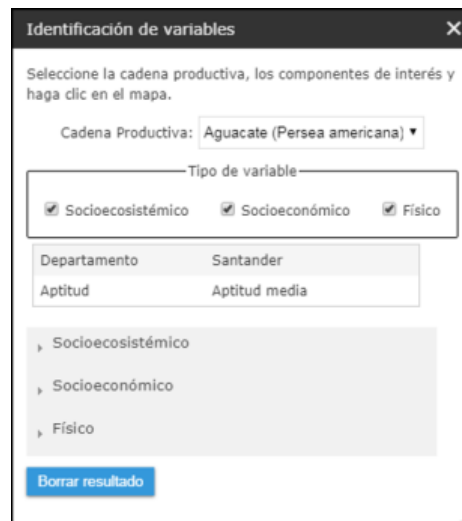 Identificación de variables
Seleccione la cadena productiva, los componentes de interés y
haga clic en el mapa.
Cadena Productiva: Aguacate (Persea americana)
Tipo de variable
Socioecosistémico Socioeconómico Físico
Departamento Santander
Aptitud Aptitud media
Socioecosistémico
Socioeconómico
Físico
Borrar resultado